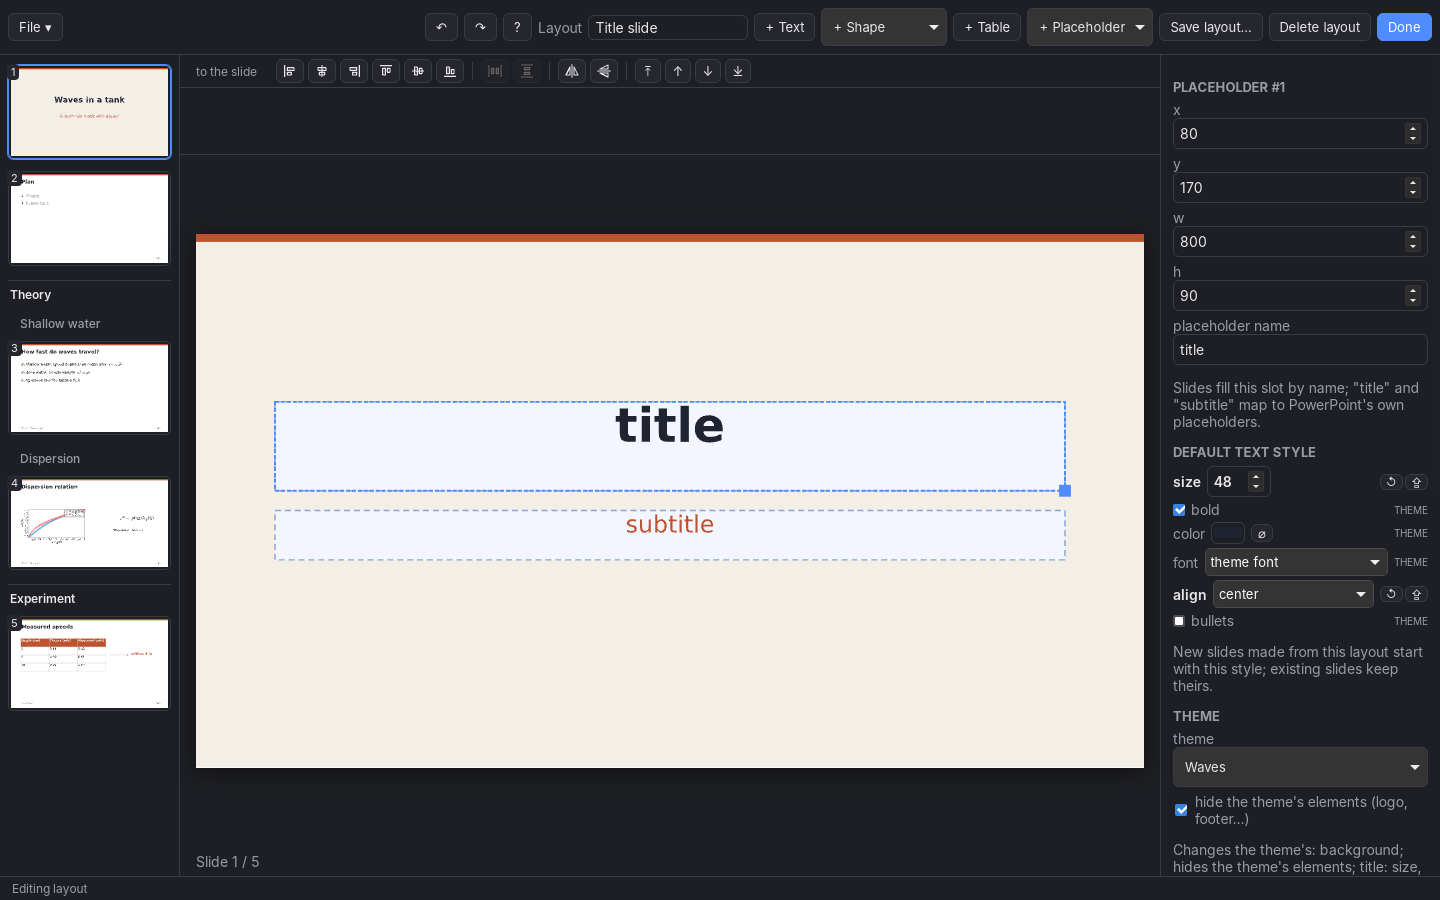 File ▾
↶
↷
?
Layout
Title slide
+ Text
+ Shape
+ Table
+ Placeholder
Save layout...
Delete layout
Done
to the slide
1
Waves in a tank
2
Plan
Theory
Shallow water
3
How fast do waves travel?
Dispersion
4
Dispersion relation
Experiment
5
Measured speeds
title
subtitle
Slide 1 / 5
PLACEHOLDER #1
x
80
y
170
w
800
h
90
placeholder name
title
Slides fill this slot by name; "title" and
"subtitle" map to PowerPoint's own
placeholders.
DEFAULT TEXT STYLE
size 48
bold THEME
color ⌀ THEME
font theme font THEME
align center
bullets THEME
New slides made from this layout start
with this style; existing slides keep
theirs.
THEME
theme
Waves
hide the theme's elements (logo,
footer...)
Changes the theme's: background;
hides the theme's elements; title: size,
Editing layout